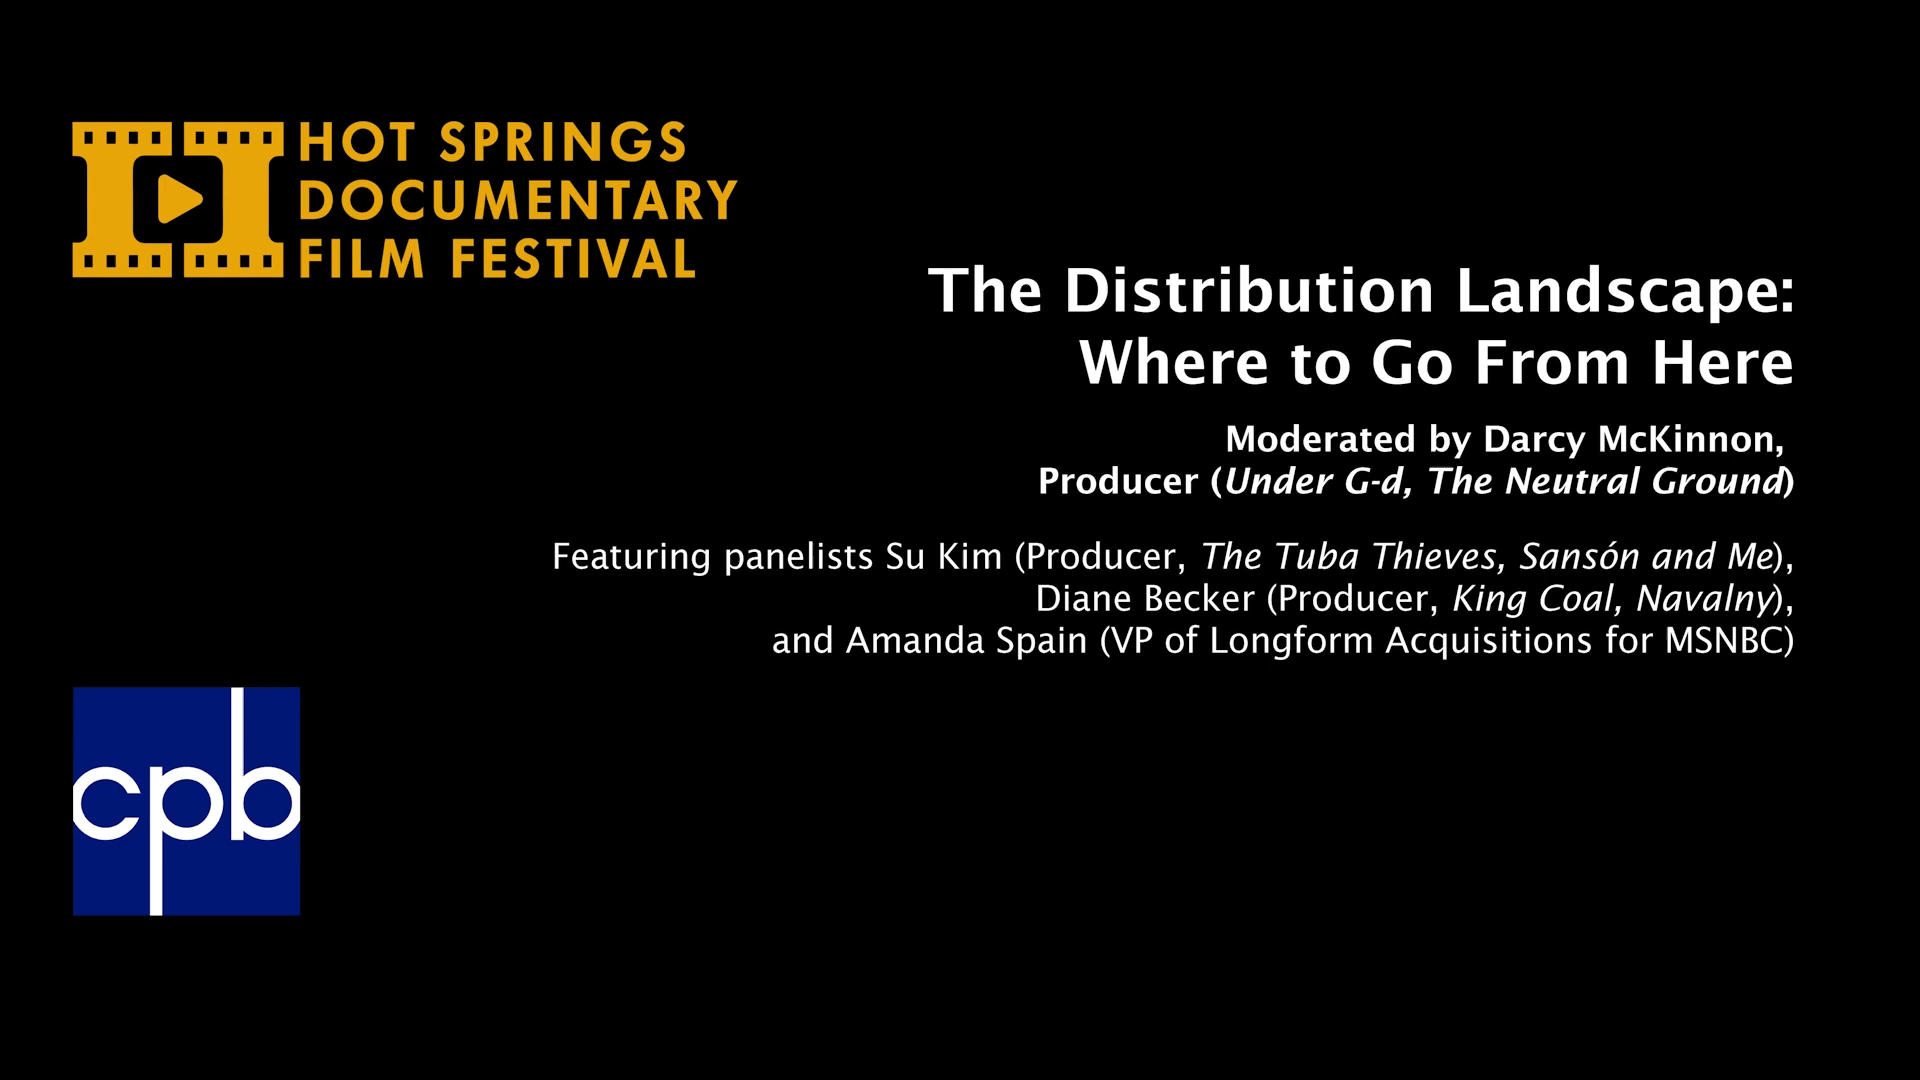 HOT SPRINGS
DOCUMENTARY
FILM FESTIVAL
The Distribution Landscape:
Where to Go From Here
Moderated by Darcy McKinnon,
Producer (Under G-d, The Neutral Ground)
Featuring panelists Su Kim (Producer, The Tuba Thieves, Sansón and Me),
Diane Becker (Producer, King Coal, Navalny),
and Amanda Spain (VP of Longform Acquisitions for MSNBC)
cpb